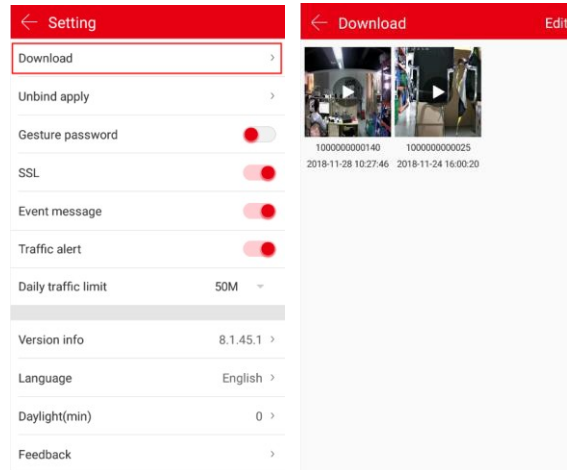 Setting
Download
Unbind apply
Gesture password
SSL
Event message
Traffic alert
Daily traffic limit 50M
Version info 8.1.45.1
Language English
Daylight(min) 0
Feedback
Download Edit
1000000000140 1000000000025
2018-11-28 10:27:46 2018-11-24 16:00:20